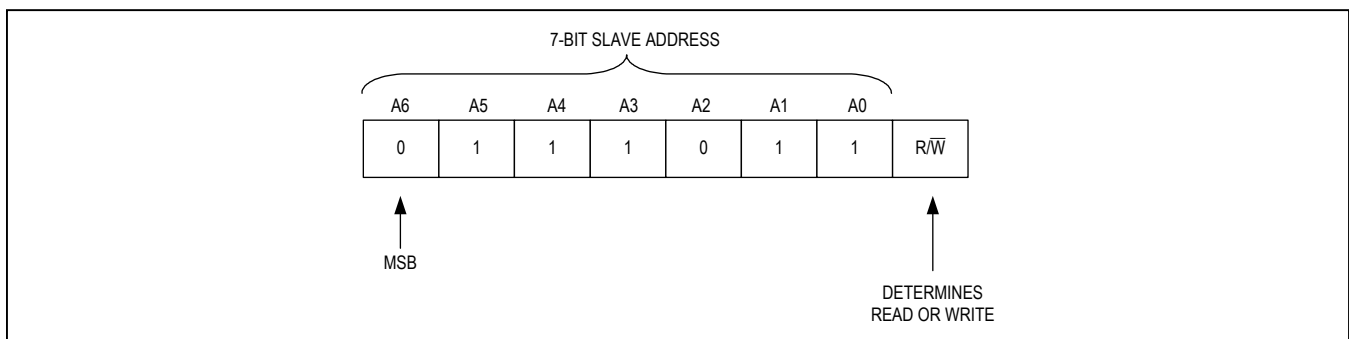 7-BIT SLAVE ADDRESS
A6 A5 A4 A3 A2 A1 A0
0 1 1 1 0 1 1 R/W̅
MSB
DETERMINES
READ OR WRITE